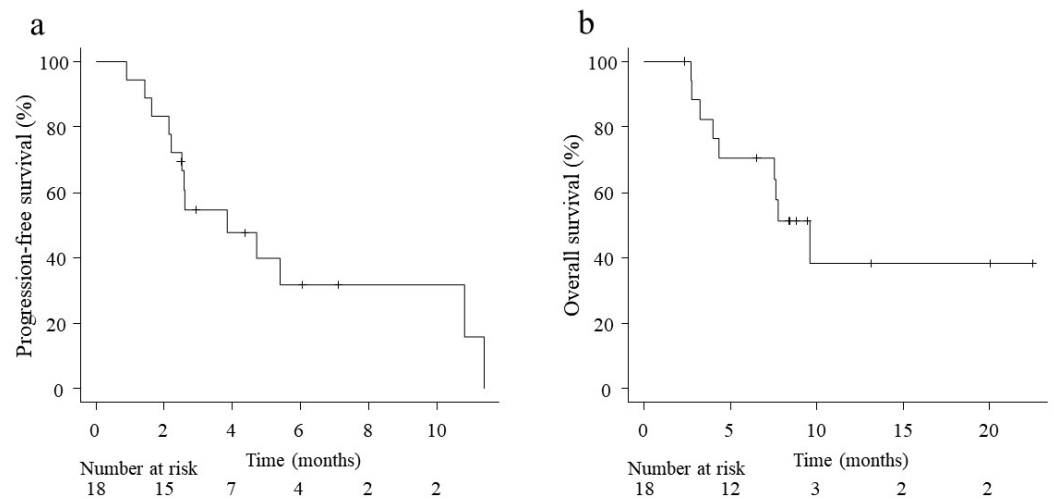 a
Progression-free survival (%)
100
80
60
40
20
0
0 2 4 6 8 10
Time (months)
Number at risk
18 15 7 4 2 2
b
Overall survival (%)
100
80
60
40
20
0
0 5 10 15 20
Time (months)
Number at risk
18 12 3 2 2